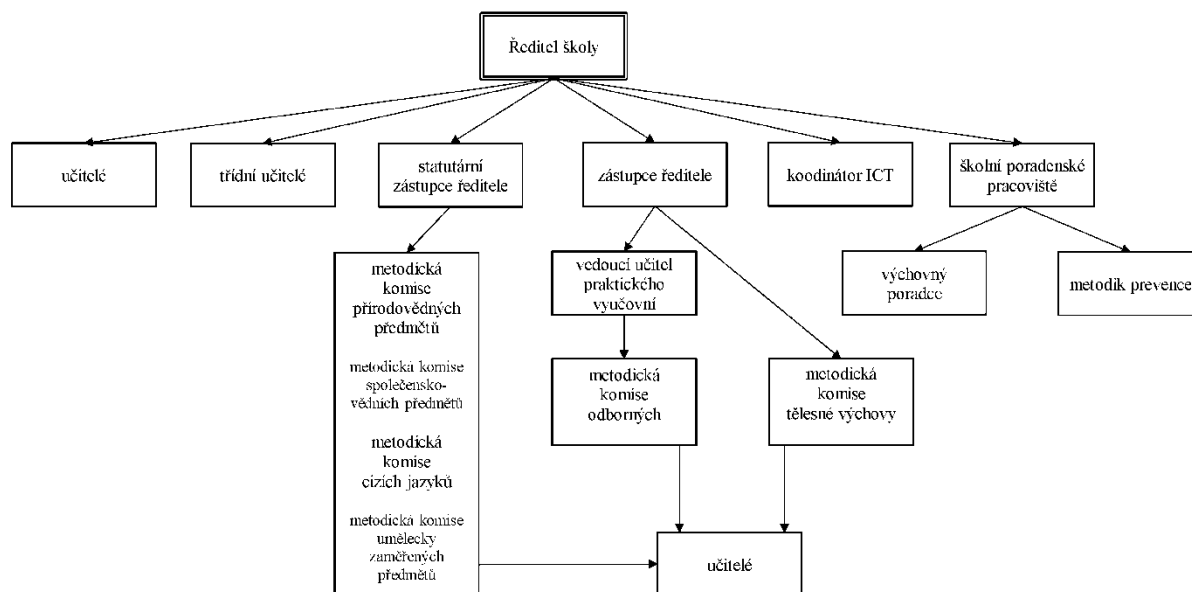 Ředitel školy
učitelé
třídní učitelé
statutární
zástupce ředitele
zástupce ředitele
koodinátor ICT
školní poradenské
pracoviště
metodická
komise
přírodovědných
předmětů
metodická komise
společensko-
vědních předmětů
metodická
komise
cizích jazyků
metodická komise
umělecky
zaměřených
předmětů
vedoucí učitel
praktického
vyučovní
výchovný
poradce
metodik prevence
metodická
komise
odborných
metodická
komise
tělesné výchovy
učitelé